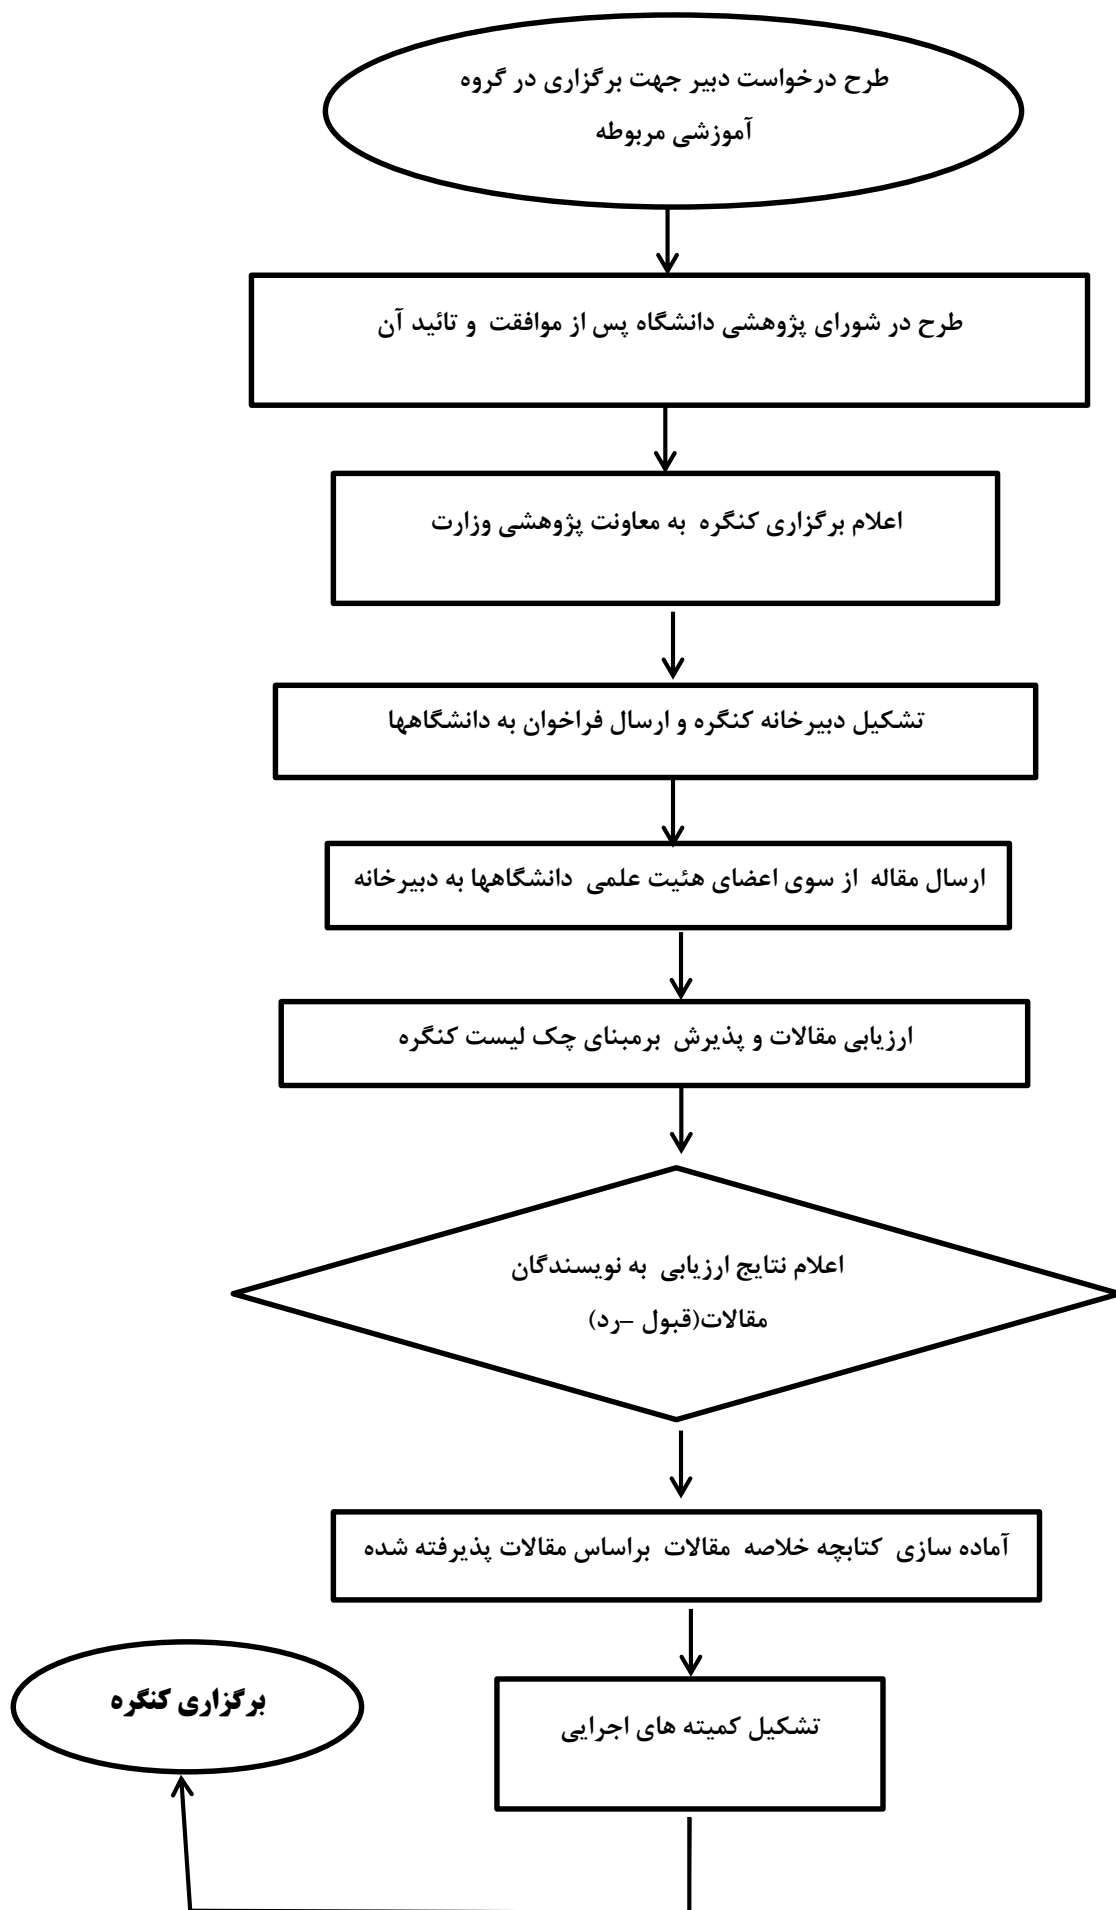 طرح درخواست دبیر جهت برگزاری در گروه
آموزشی مربوطه
طرح در شورای پژوهشی دانشگاه پس از موافقت و تائید آن
اعلام برگزاری کنگره به معاونت پژوهشی وزارت
تشکیل دبیرخانه کنگره و ارسال فراخوان به دانشگاهها
ارسال مقاله از سوی اعضای هئیت علمی دانشگاهها به دبیرخانه
ارزیابی مقالات و پذیرش برمبنای چک لیست کنگره
اعلام نتایج ارزیابی به نویسندگان
مقالات(قبول –رد)
آماده سازی کتابچه خلاصه مقالات براساس مقالات پذیرفته شده
تشکیل کمیته های اجرایی
برگزاری کنگره